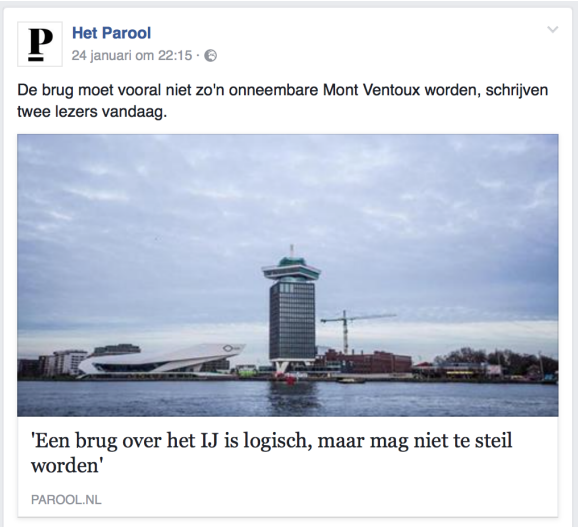 P
Het Parool
24 januari om 22:15 ·
De brug moet vooral niet zo'n onneembare Mont Ventoux worden, schrijven
twee lezers vandaag.
'Een brug over het IJ is logisch, maar mag niet te steil
worden'
PAROOL.NL